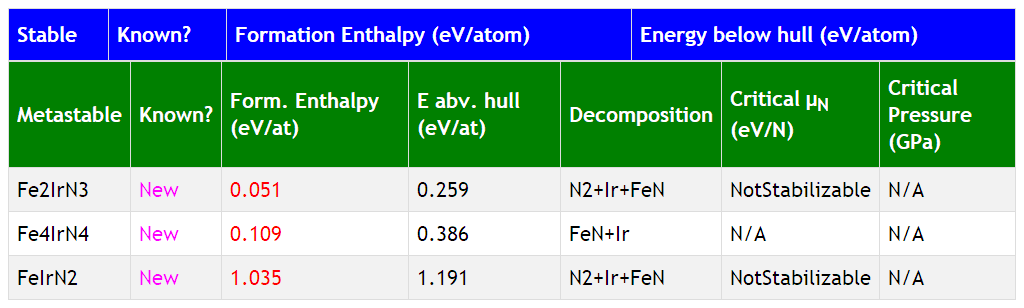 Stable Known? Formation Enthalpy (eV/atom) Energy below hull (eV/atom)
Metastable Known? Form. Enthalpy (eV/at) E abv. hull (eV/at) Decomposition Critical μN (eV/N) Critical Pressure (GPa)
Fe2IrN3 New 0.051 0.259 N2+Ir+FeN NotStabilizable N/A
Fe4IrN4 New 0.109 0.386 FeN+Ir N/A N/A
FeIrN2 New 1.035 1.191 N2+Ir+FeN NotStabilizable N/A